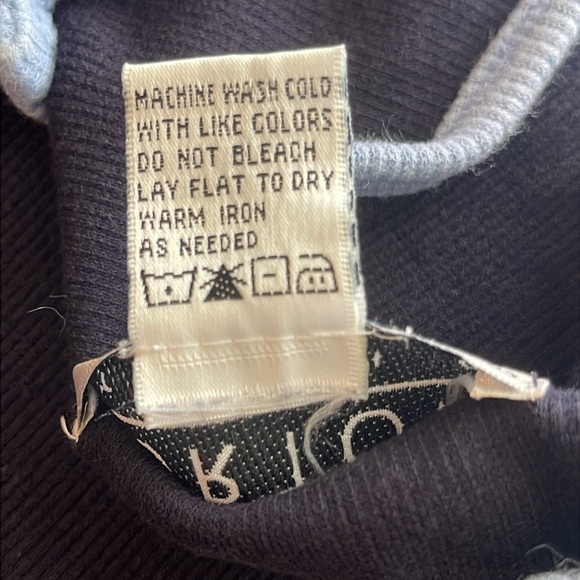 MACHINE WASH COLD
WITH LIKE COLORS
DO NOT BLEACH
LAY FLAT TO DRY
WARM IRON
AS NEEDED